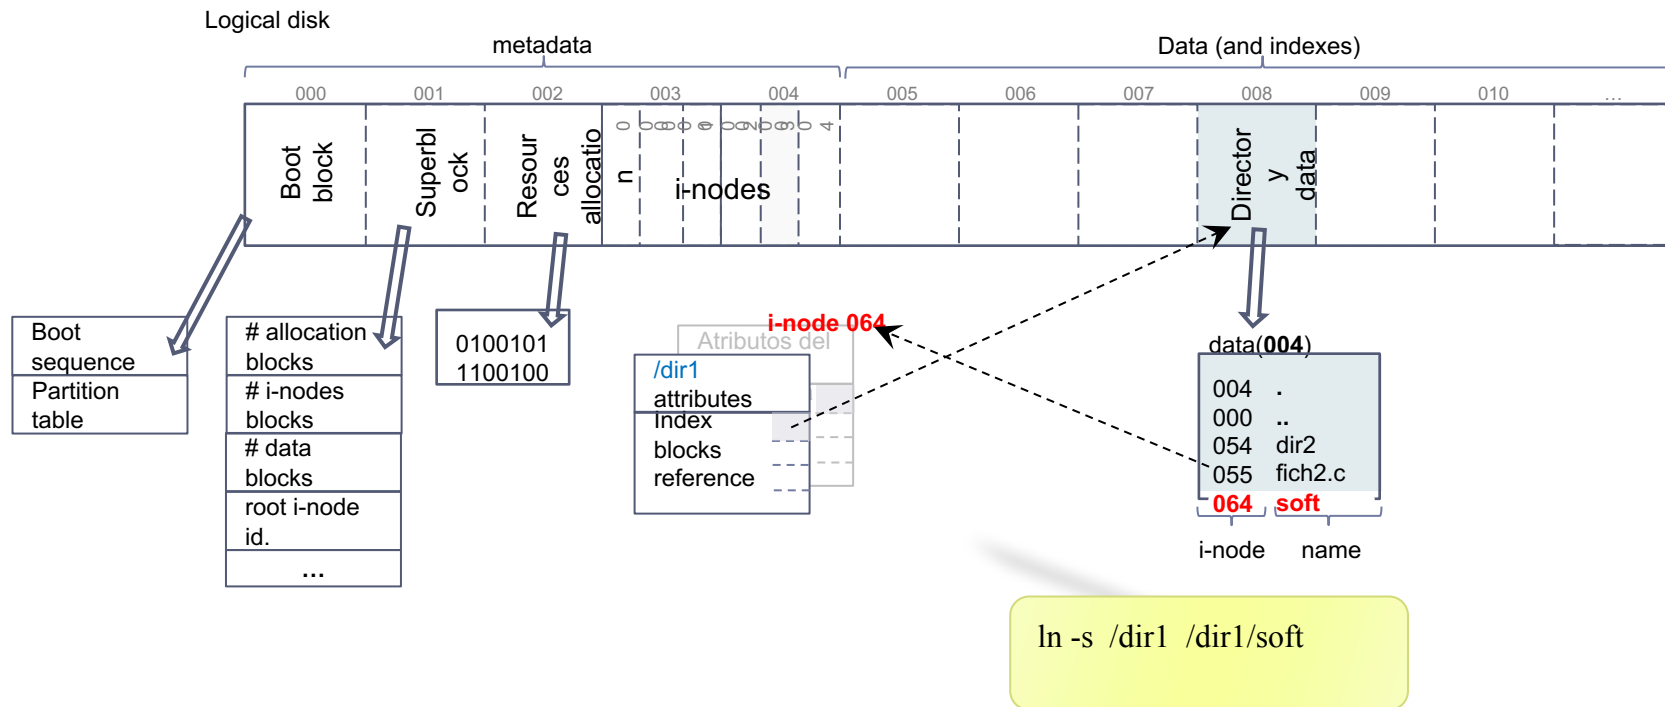 Logical disk
metadata
Data (and indexes)
000 001 002 003 004 005 006 007 008 009 010 ...
Boot
block
Superbl
ock
Resour
ces
allocatio
n
i-nodes
Director
y
data
Boot
sequence
Partition
table
# allocation
blocks
# i-nodes
blocks
# data
blocks
root i-node
id.
...
0100101
1100100
i-node 064
Atributos del
/dir1
attributes
Index
blocks
reference
data(004)
004 .
000 ..
054 dir2
055 fich2.c
064 soft
i-node name
ln -s /dir1 /dir1/soft